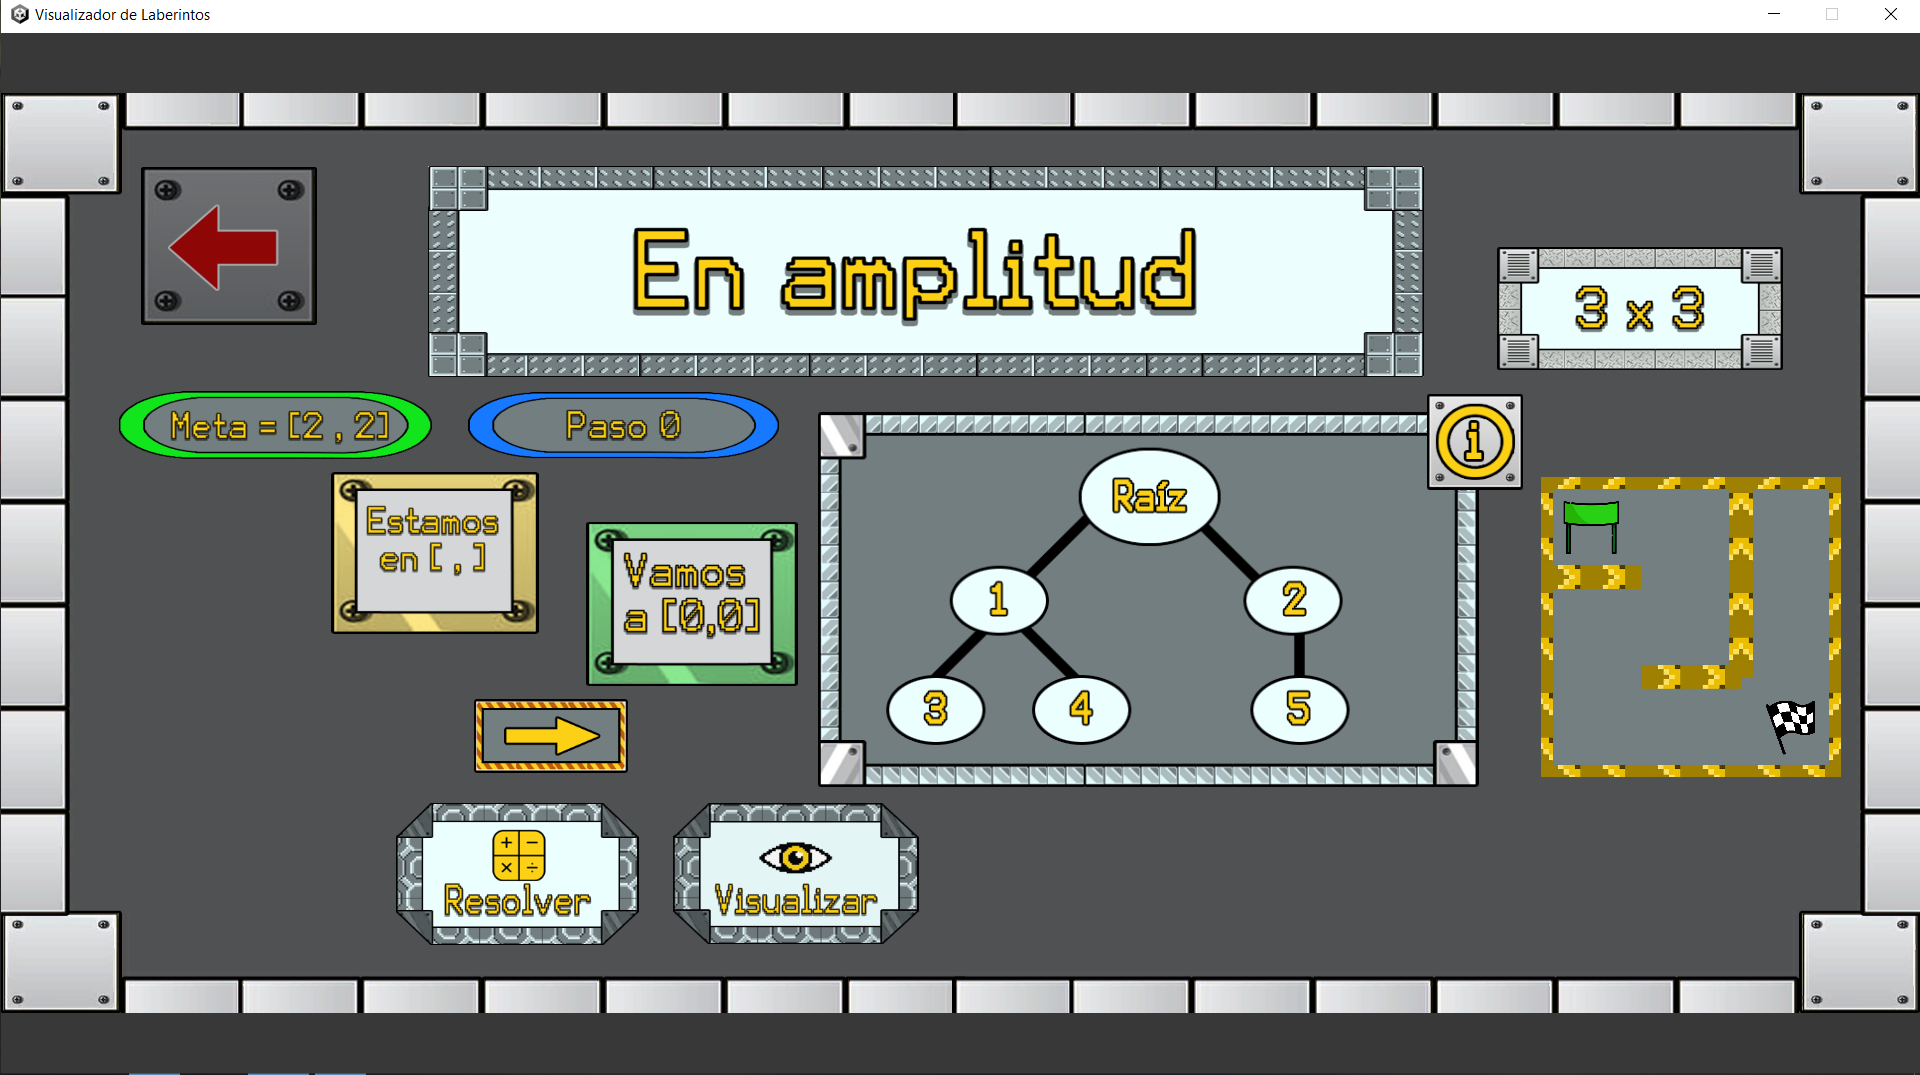 Visualizador de Laberintos
En amplitud
3 x 3
Meta = [2 , 2]
Paso 0
i
Estamos
en [ , ]
Vamos
a [0,0]
Raíz
1
2
3
4
5
Resolver
Visualizar